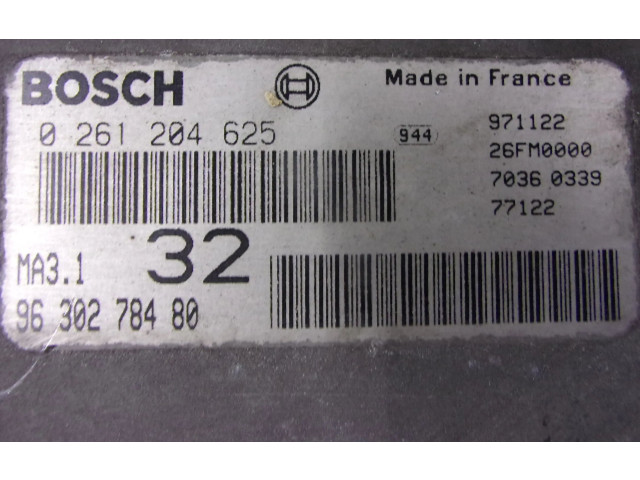 BOSCH
Made in France
0 261 204 625
944
971122
26FM0000
7036 0339
77122
MA3.1
32
96 302 784 80